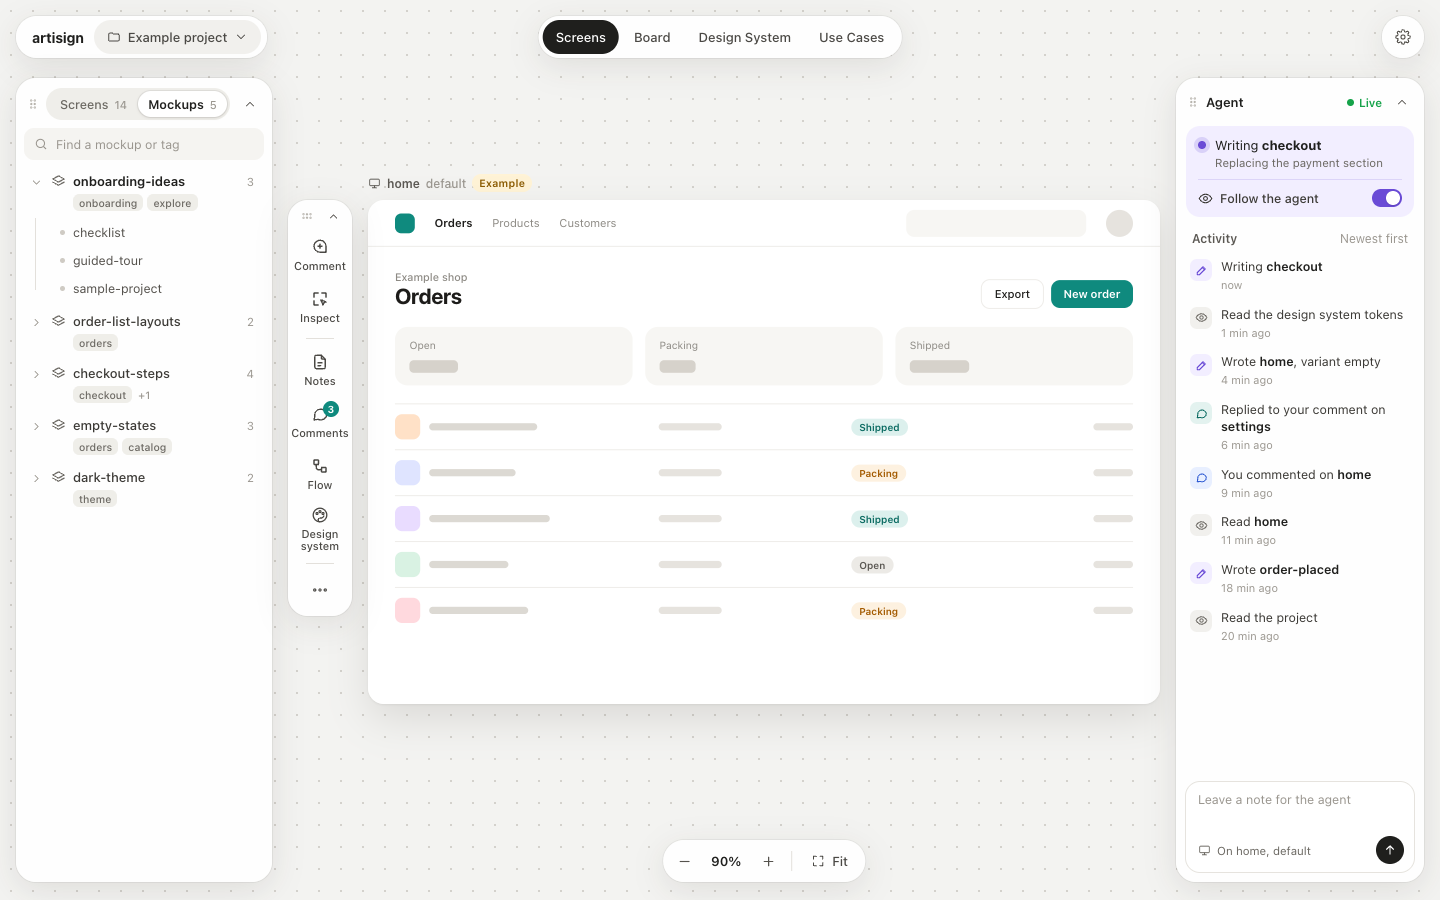 artisign
Example project
Screens
Board
Design System
Use Cases
Screens 14
Mockups 5
Find a mockup or tag
onboarding-ideas 3
onboarding explore
checklist
guided-tour
sample-project
order-list-layouts 2
orders
checkout-steps 4
checkout +1
empty-states 3
orders catalog
dark-theme 2
theme
Comment
Inspect
Notes
3
Comments
Flow
Design
system
home default Example
Orders Products Customers
Example shop
Orders
Export
New order
Open
Packing
Shipped
Shipped
Packing
Shipped
Open
Packing
90%
Fit
Agent
Live
Writing checkout
Replacing the payment section
Follow the agent
Activity
Newest first
Writing checkout
now
Read the design system tokens
1 min ago
Wrote home, variant empty
4 min ago
Replied to your comment on
settings
6 min ago
You commented on home
9 min ago
Read home
11 min ago
Wrote order-placed
18 min ago
Read the project
20 min ago
Leave a note for the agent
On home, default